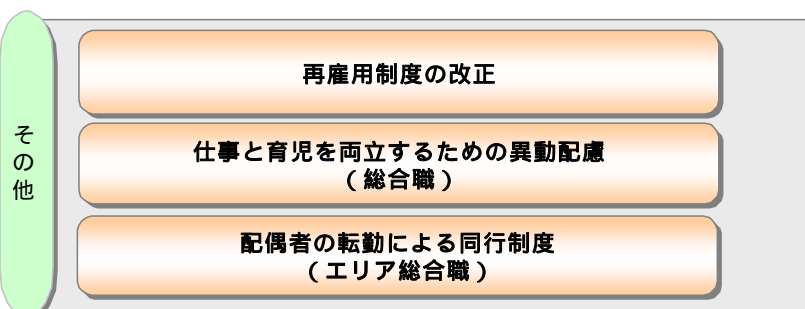 その他
再雇用制度の改正
仕事と育児を両立するための異動配慮
(総合職)
配偶者の転勤による同行制度
(エリア総合職)